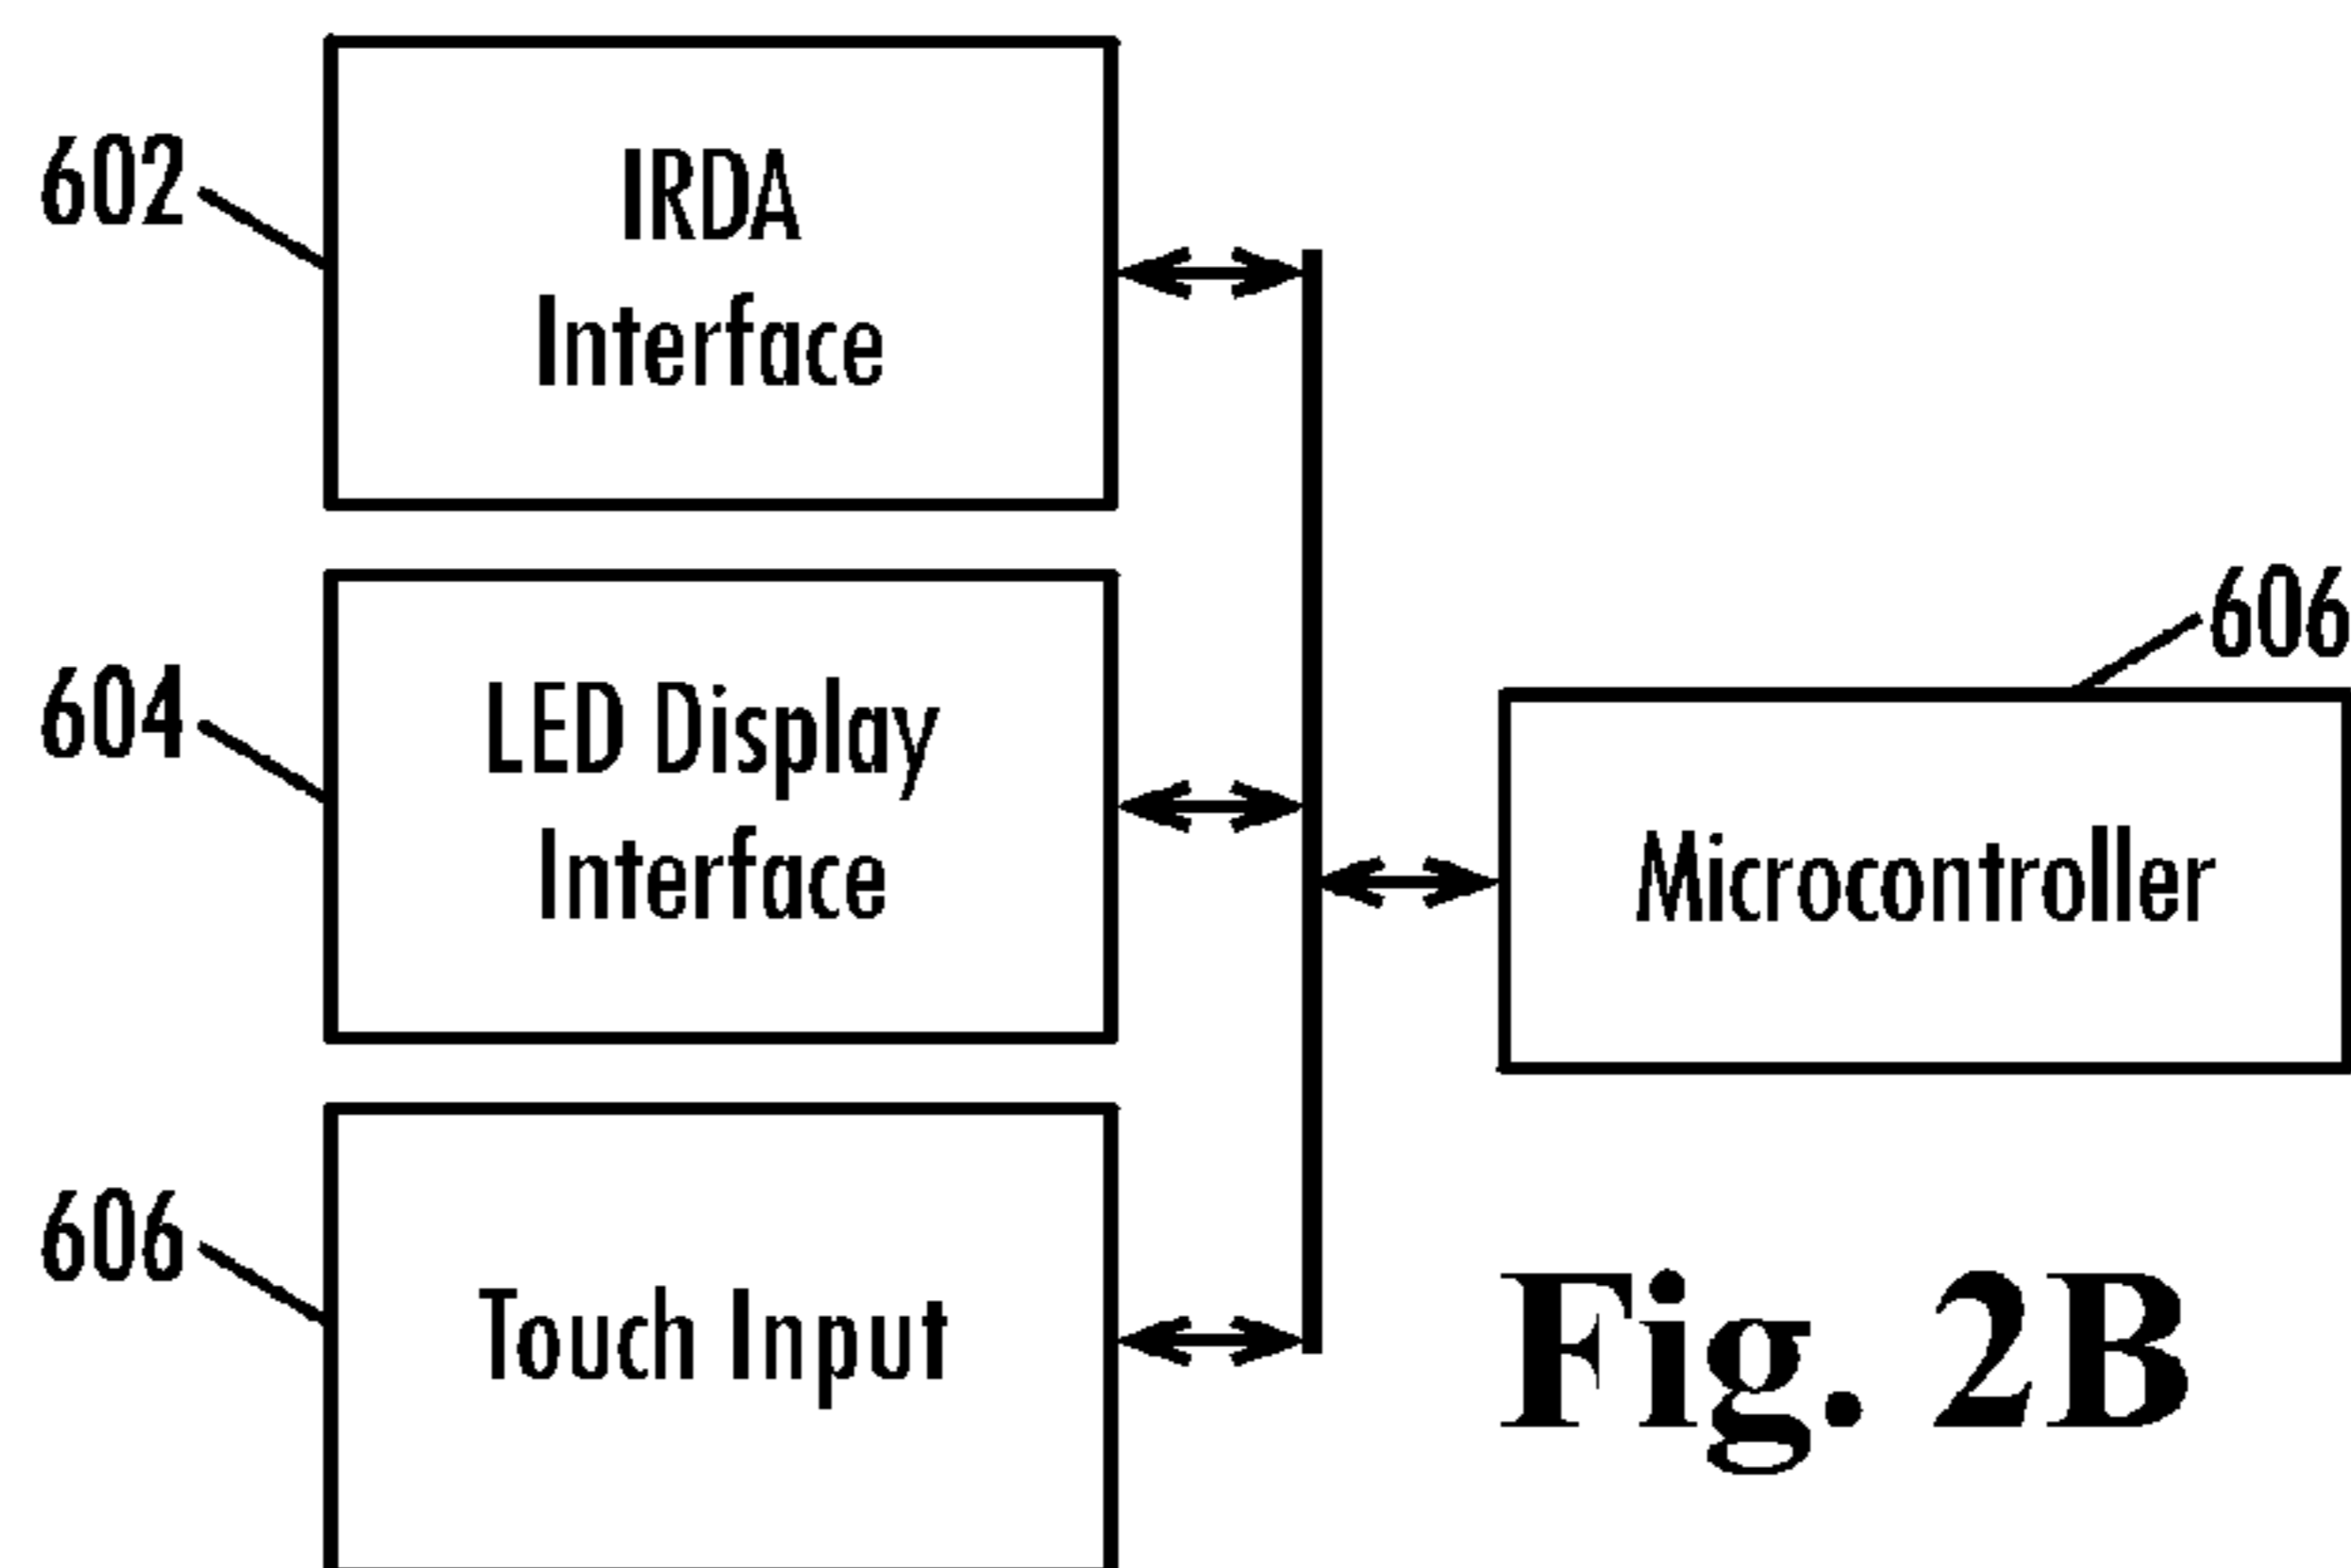 602
IRDA
Interface
604
LED Display
Interface
606
Microcontroller
606
Touch Input
Fig. 2B